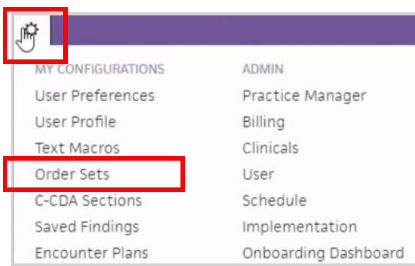 MY CONFIGURATIONS
User Preferences
User Profile
Text Macros
Order Sets
C-CDA Sections
Saved Findings
Encounter Plans
ADMIN
Practice Manager
Billing
Clinicals
User
Schedule
Implementation
Onboarding Dashboard